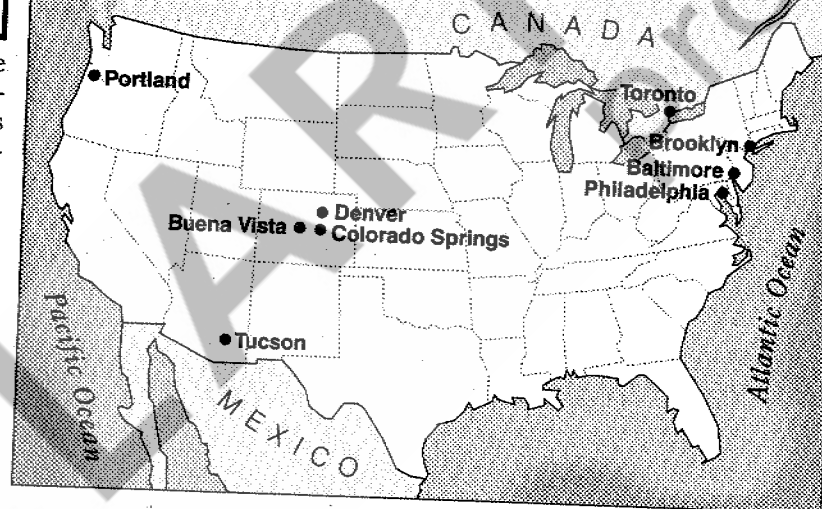 CANADA
Portland
Toronto
Brooklyn
Baltimore
Philadelphia
Denver
Buena Vista
Colorado Springs
Pacific Ocean
Atlantic Ocean
Tucson
MEXICO